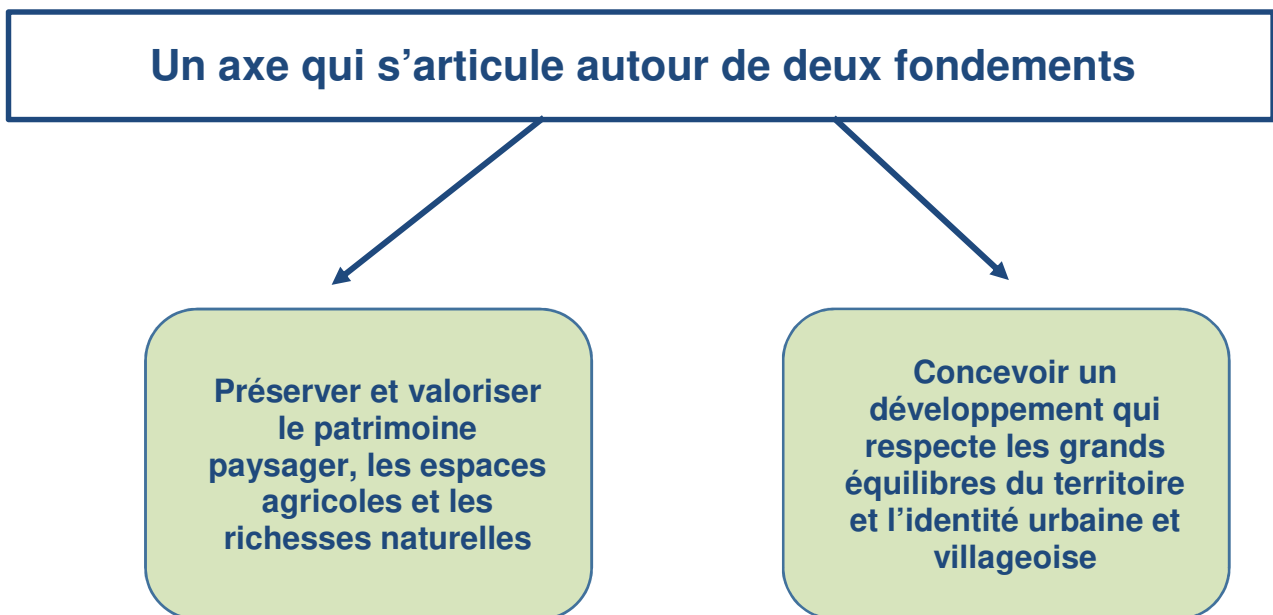 Un axe qui s’articule autour de deux fondements
Préserver et valoriser
le patrimoine
paysager, les espaces
agricoles et les
richesses naturelles
Concevoir un
développement qui
respecte les grands
équilibres du territoire
et l’identité urbaine et
villageoise